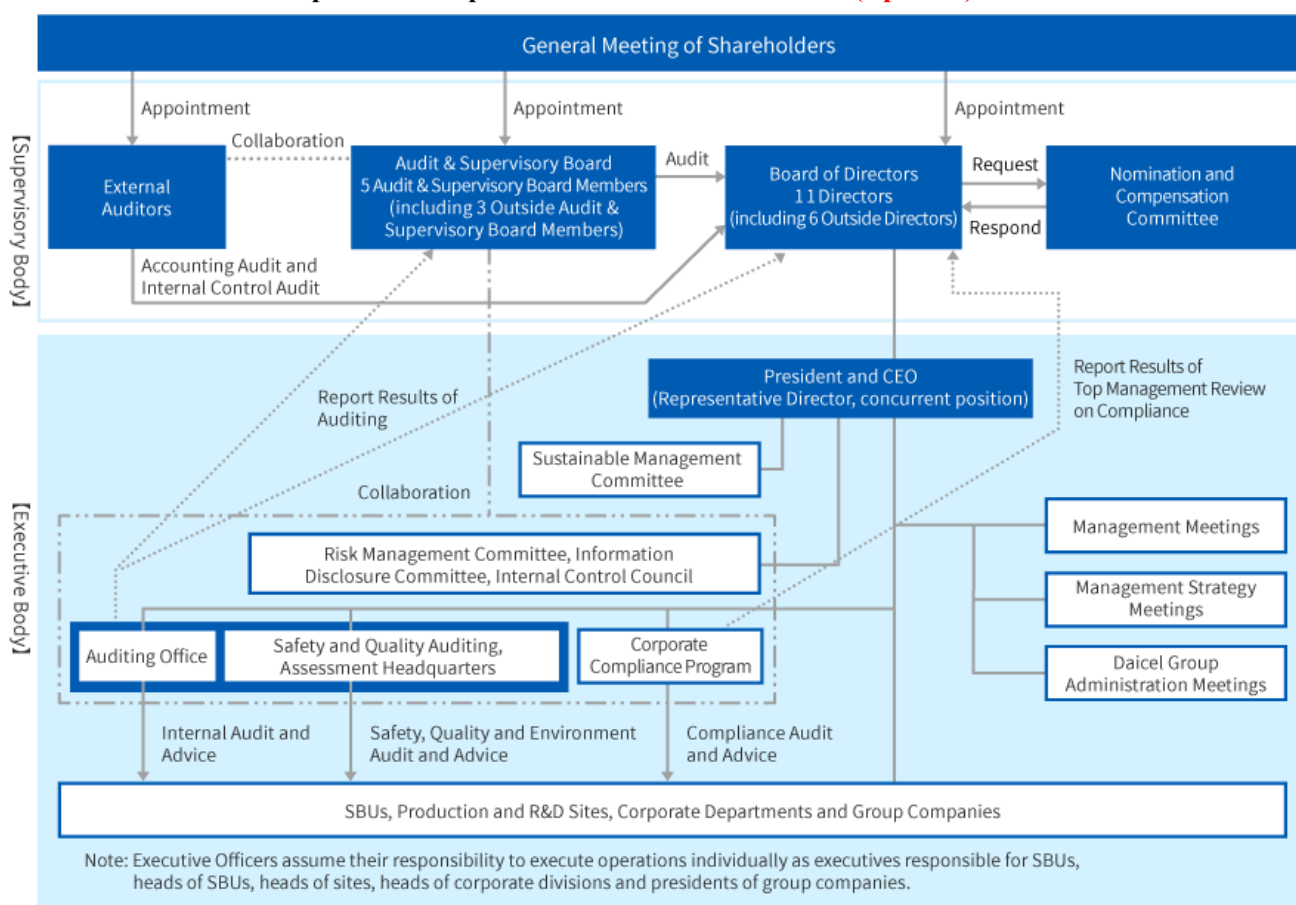 General Meeting of Shareholders
Appointment
Appointment
Appointment
Collaboration
【Supervisory Body】
External
Auditors
Audit & Supervisory Board
5 Audit & Supervisory Board Members
(including 3 Outside Audit &
Supervisory Board Members)
Audit
Board of Directors
11 Directors
(including 6 Outside Directors)
Request
Respond
Nomination and
Compensation
Committee
Accounting Audit and
Internal Control Audit
【Executive Body】
President and CEO
(Representative Director, concurrent position)
Report Results of
Top Management Review
on Compliance
Report Results of
Auditing
Sustainable Management
Committee
Collaboration
Risk Management Committee, Information
Disclosure Committee, Internal Control Council
Management Meetings
Management Strategy
Meetings
Daicel Group
Administration Meetings
Auditing Office
Safety and Quality Auditing,
Assessment Headquarters
Corporate
Compliance Program
Internal Audit and
Advice
Safety, Quality and Environment
Audit and Advice
Compliance Audit
and Advice
SBUs, Production and R&D Sites, Corporate Departments and Group Companies
Note: Executive Officers assume their responsibility to execute operations individually as executives responsible for SBUs,
heads of SBUs, heads of sites, heads of corporate divisions and presidents of group companies.